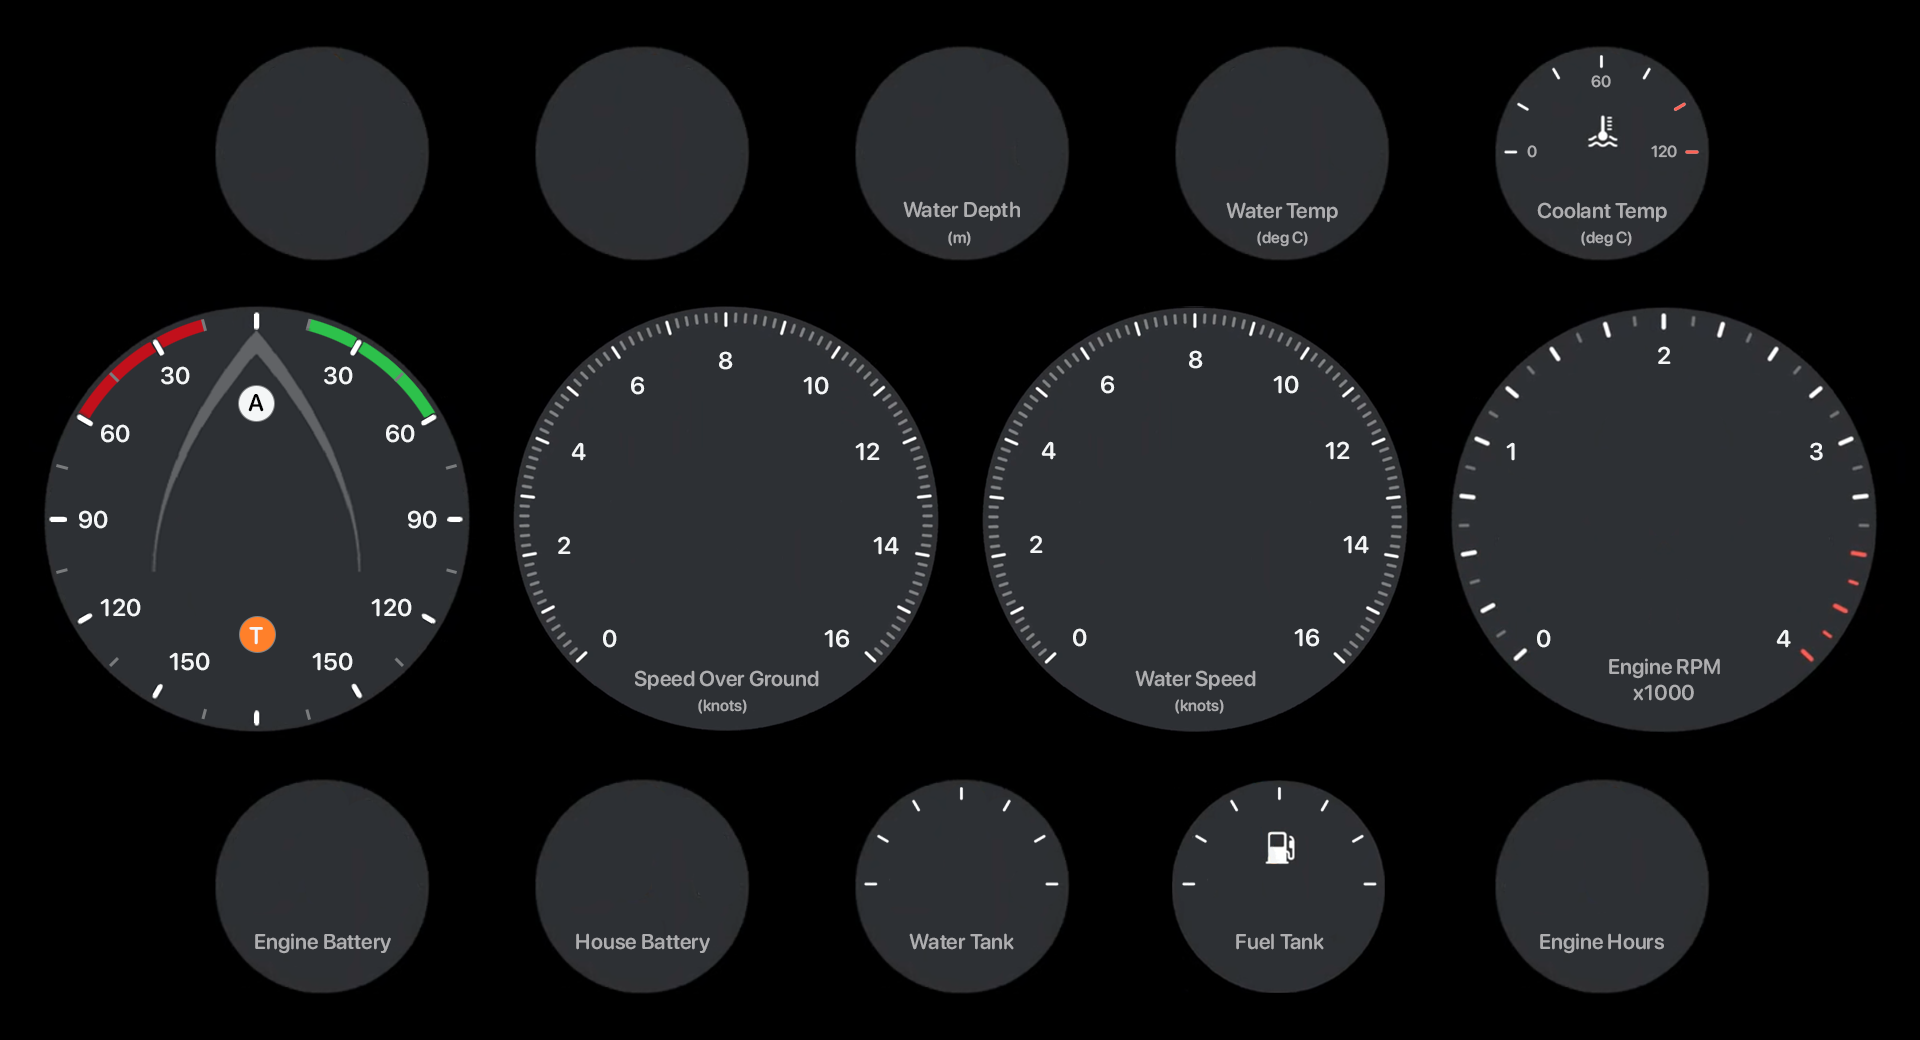 60
0
120
Water Depth
(m)
Water Temp
(deg C)
Coolant Temp
(deg C)
30
30
A
60
60
90
90
120
120
T
150
150
8
6
10
4
12
2
14
0
16
Speed Over Ground
(knots)
8
6
10
4
12
2
14
0
16
Water Speed
(knots)
2
1
3
0
4
Engine RPM
x1000
Engine Battery
House Battery
Water Tank
Fuel Tank
Engine Hours